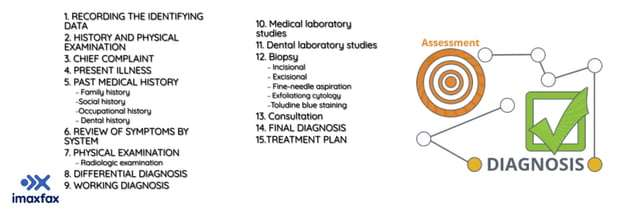 1. RECORDING THE IDENTIFYING
DATA
2. HISTORY AND PHYSICAL
EXAMINATION
3. CHIEF COMPLAINT
4. PRESENT ILLNESS
5. PAST MEDICAL HISTORY
- Family history
-Social history
-Occupational history
- Dental history
6. REVIEW OF SYMPTOMS BY
SYSTEM
7. PHYSICAL EXAMINATION
- Radiologic examination
8. DIFFERENTIAL DIAGNOSIS
9. WORKING DIAGNOSIS
imaxfax
10. Medical laboratory
studies
11. Dental laboratory studies
12. Biopsy
- Incisional
- Excisional
- Fine-needle aspiration
- Exfoliationg cytology
-Toludine blue staining
13. Consultation
14. FINAL DIAGNOSIS
15.TREATMENT PLAN
Assessment
DIAGNOSIS